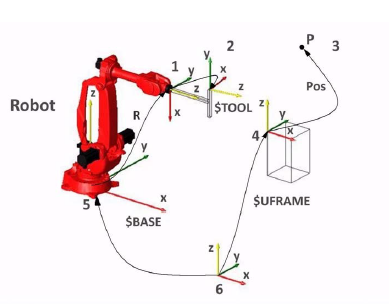 1
2
P
3
y
y
x
z
x
z
$TOOL
Pos
Robot
z
R
x
z
y
4
x
y
5
$BASE
x
$UFRAME
z
y
6
x